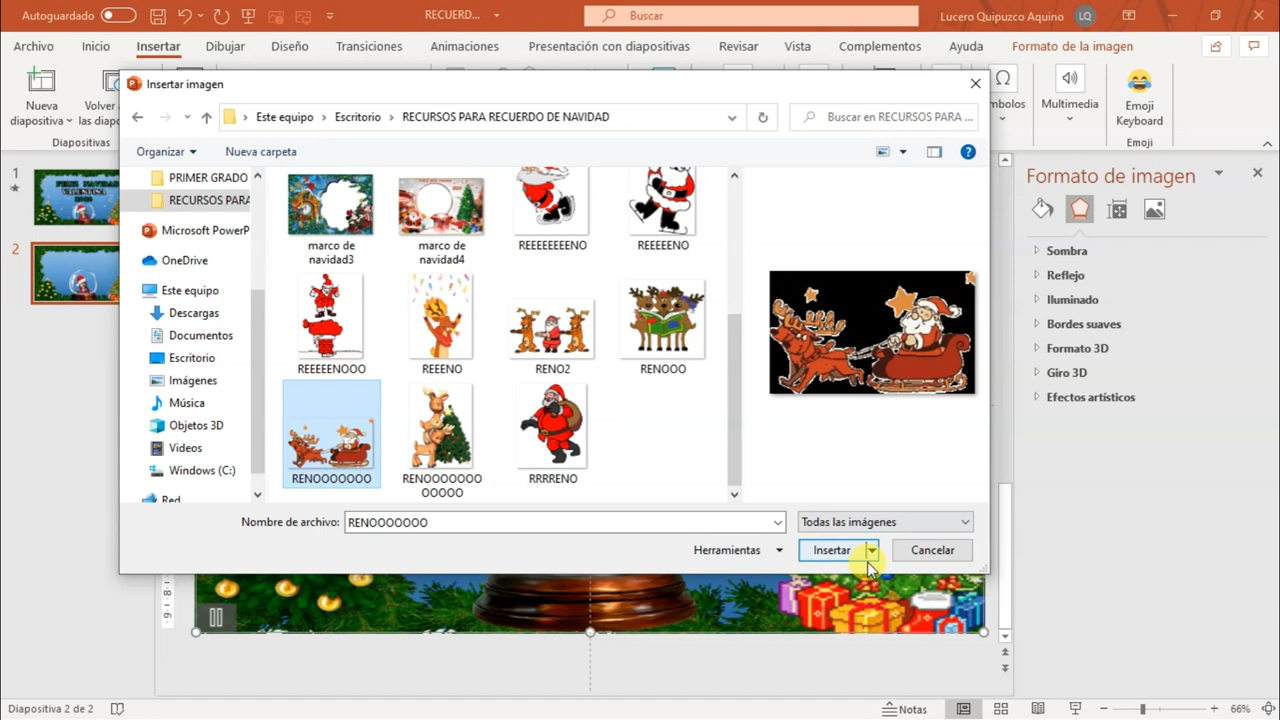 Autoguardado
RECUERD...
Buscar
Lucero Quipuzco Aquino
LQ
Archivo
Inicio
Insertar
Dibujar
Diseño
Transiciones
Animaciones
Presentación con diapositivas
Revisar
Vista
Complementos
Ayuda
Formato de la imagen
Nueva
diapositiva
Volver a
las diapo
Diapositivas
mbolos
Multimedia
Emoji
Keyboard
Emoji
Insertar imagen
Este equipo
Escritorio
RECURSOS PARA RECUERDO DE NAVIDAD
Buscar en RECURSOS PARA ...
Organizar
Nueva carpeta
PRIMER GRADO
RECURSOS PARA
Microsoft PowerP
OneDrive
Este equipo
Descargas
Documentos
Escritorio
Imágenes
Música
Objetos 3D
Videos
Windows (C:)
Red
marco de
navidad3
marco de
navidad4
REEEEEEEENO
REEEEENO
REEEEENOOO
REEENO
RENO2
RENOOO
RENOOOOOOO
RENOOOOOOOO
OOOOO
RRRRENO
Nombre de archivo:
RENOOOOOOO
Todas las imágenes
Herramientas
Insertar
Cancelar
1
FELIZ NAVIDAD
2
Formato de imagen
Sombra
Reflejo
Iluminado
Bordes suaves
Formato 3D
Giro 3D
Efectos artísticos
Diapositiva 2 de 2
Notas
66%